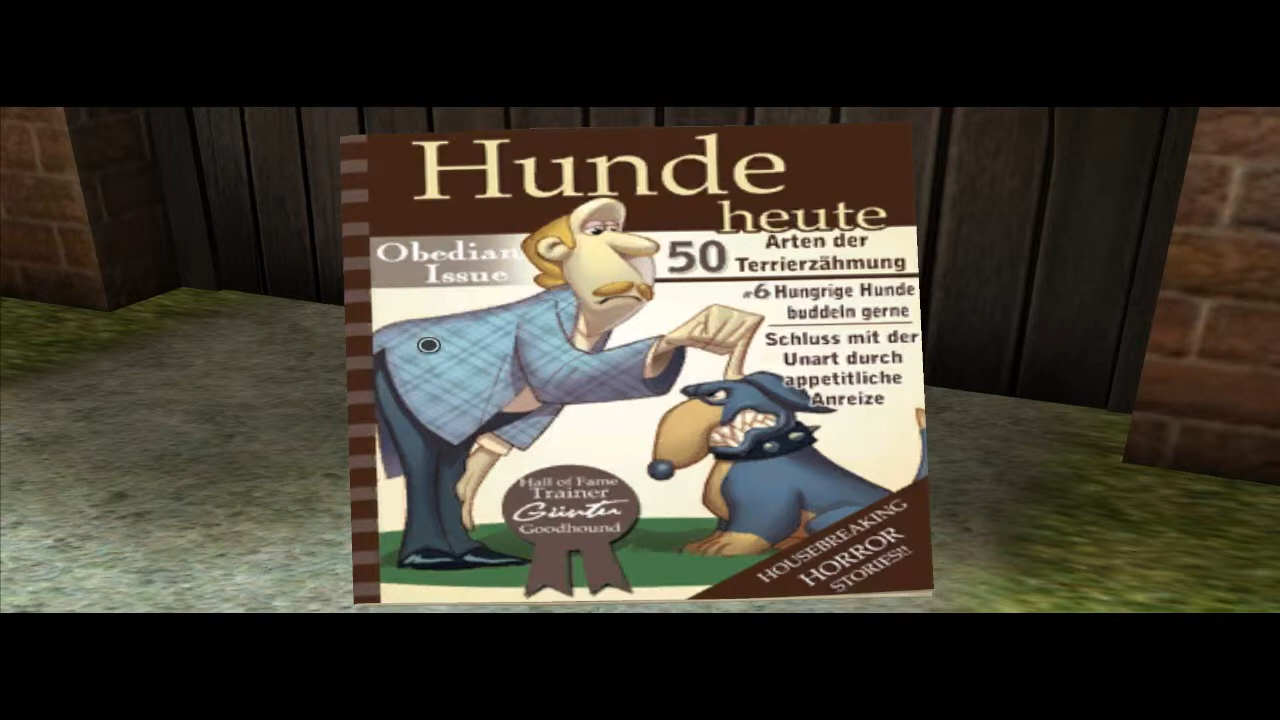 Hunde
heute
Obedian
Issue
50 Arten der
Terrierzähmung
#6 Hungrige Hunde
buddeln gerne
Schluss mit der
Unart durch
appetitliche
Anreize
Hall of Fame
Trainer
Günter
Goodhound
HOUSEBREAKING
HORROR
STORIES!!